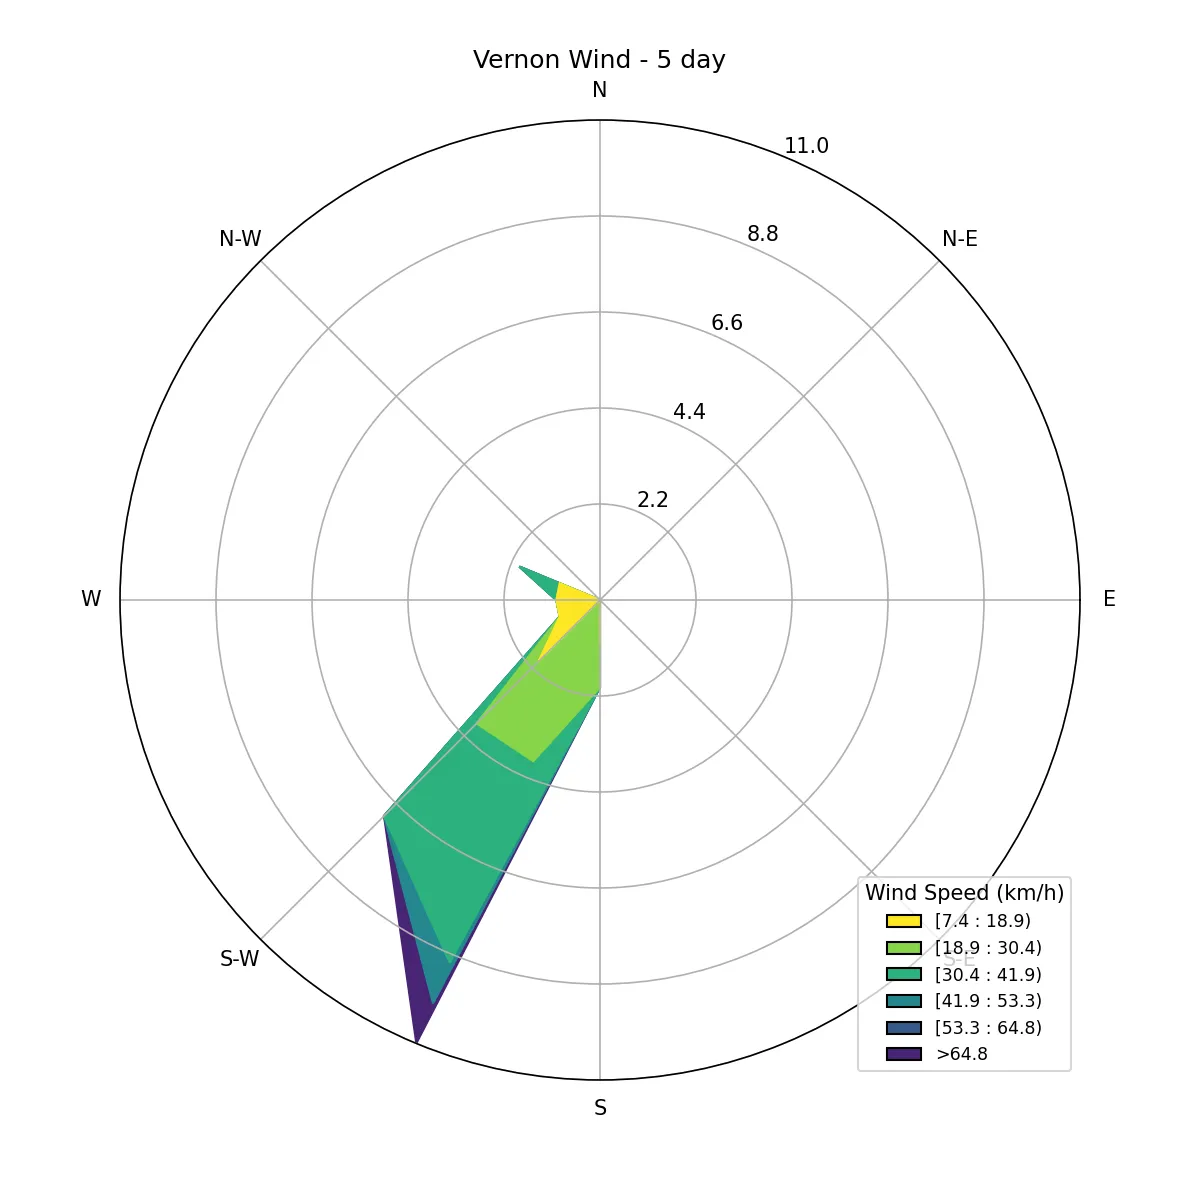 Vernon Wind - 5 day
N
11.0
N-W
N-E
8.8
6.6
4.4
2.2
W
E
S-W
S-E
S
Wind Speed (km/h)
[7.4 : 18.9)
[18.9 : 30.4)
[30.4 : 41.9)
[41.9 : 53.3)
[53.3 : 64.8)
>64.8